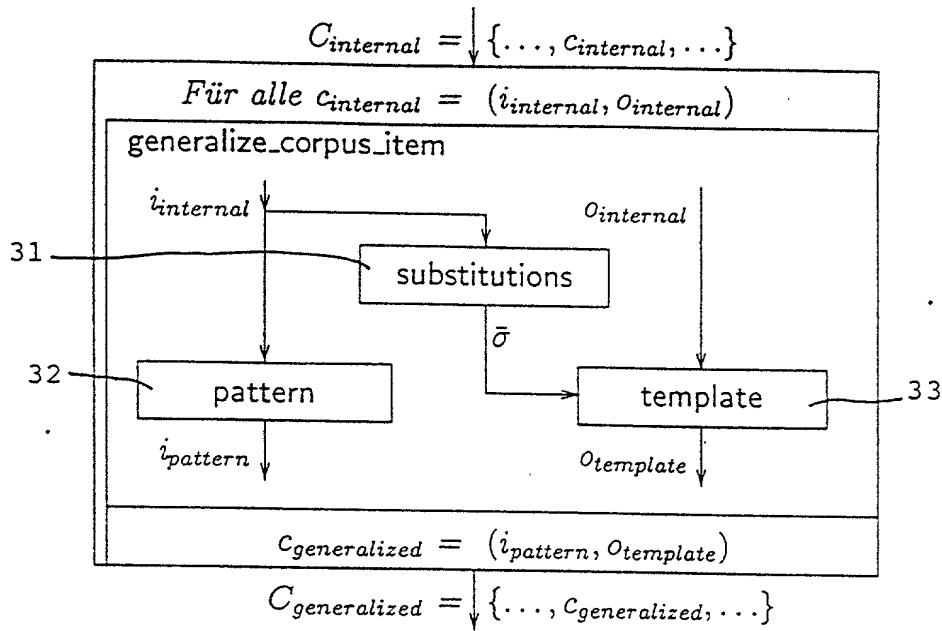 C_internal = {..., c_internal, ...}
Für alle c_internal = (i_internal, o_internal)
generalize_corpus_item
i_internal
o_internal
31
substitutions
σ̄
32
pattern
template
33
i_pattern
o_template
c_generalized = (i_pattern, o_template)
C_generalized = {..., c_generalized, ...}